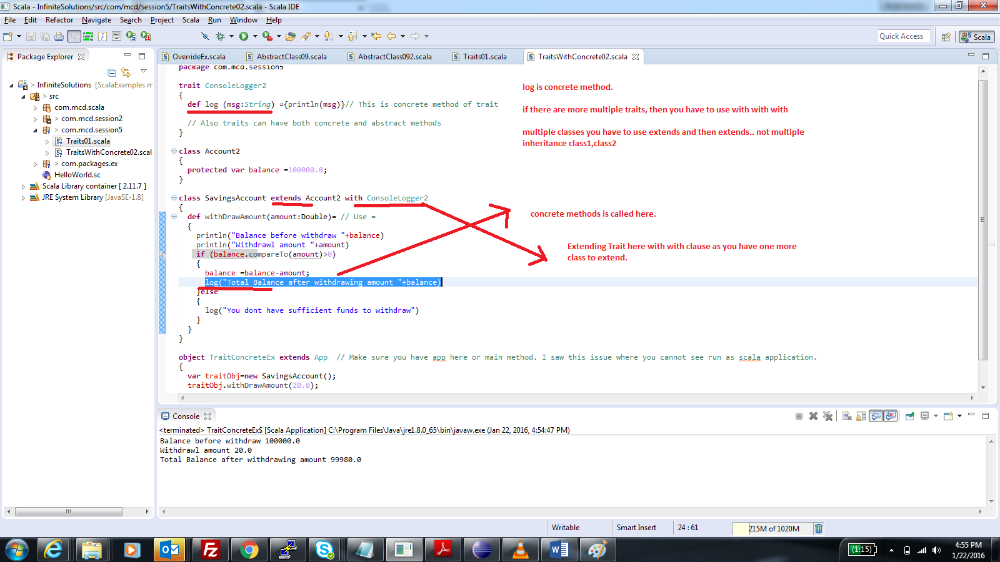 Scala - InfiniteSolutions/src/com/mcd/session5/TraitsWithConcrete02.scala - Scala IDE
File Edit Refactor Navigate Search Project Scala Run Window Help
Quick Access
Scala
Package Explorer
InfiniteSolutions [ScalaExamples m
> src
com.mcd.scala
> com.mcd.session2
> com.mcd.session5
Traits01.scala
TraitsWithConcrete02.scal
> com.packages.ex
HelloWorld.sc
Scala Library container [ 2.11.7 ]
JRE System Library [JavaSE-1.8]
OverrideEx.scala AbstractClass09.scala AbstractClass092.scala Traits01.scala TraitsWithConcrete02.scala
package com.mcd.session5
trait ConsoleLogger2
{
def log (msg:String) ={println(msg)}// This is concrete method of trait
// Also traits can have both concrete and abstract methods
}
class Account2
{
protected var balance =100000.0;
}
class SavingsAccount extends Account2 with ConsoleLogger2
{
def withDrawAmount(amount:Double)= // Use =
{
println("Balance before withdraw "+balance)
println("Withdrawl amount "+amount)
if (balance.compareTo(amount)>0)
{
balance =balance-amount;
log("Total Balance after withdrawing amount "+balance)
}else
{
log("You dont have sufficient funds to withdraw")
}
}
}
object TraitConcreteEx extends App // Make sure you have app here or main method. I saw this issue where you cannot see run as scala application.
{
var traitObj=new SavingsAccount();
traitObj.withDrawAmount(20.0);
log is concrete method.
if there are more multiple traits, then you have to use with with with
multiple classes you have to use extends and then extends.. not multiple
inheritance class1,class2
concrete methods is called here.
Extending Trait here with with clause as you have one more
class to extend.
Console
<terminated> TraitConcreteEx$ [Scala Application] C:\Program Files\Java\jre1.8.0_65\bin\javaw.exe (Jan 22, 2016, 4:54:47 PM)
Balance before withdraw 100000.0
Withdrawl amount 20.0
Total Balance after withdrawing amount 99980.0
Writable Smart Insert 24 : 61 215M of 1020M
(1:15)
4:55 PM
1/22/2016